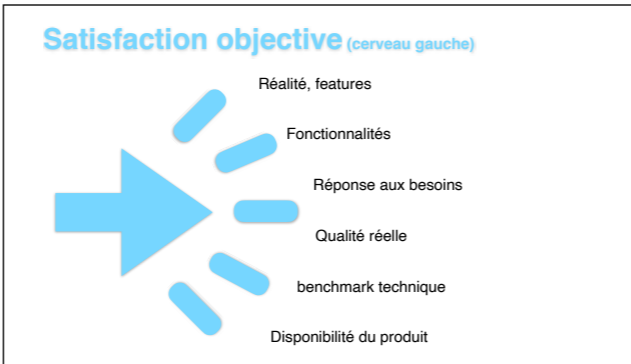 Satisfaction objective (cerveau gauche)
Réalité, features
Fonctionnalités
Réponse aux besoins
Qualité réelle
benchmark technique
Disponibilité du produit